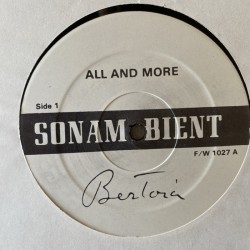 ALL AND MORE
Side 1
SONAM BIENT
F/W 1027 A
Bertoia